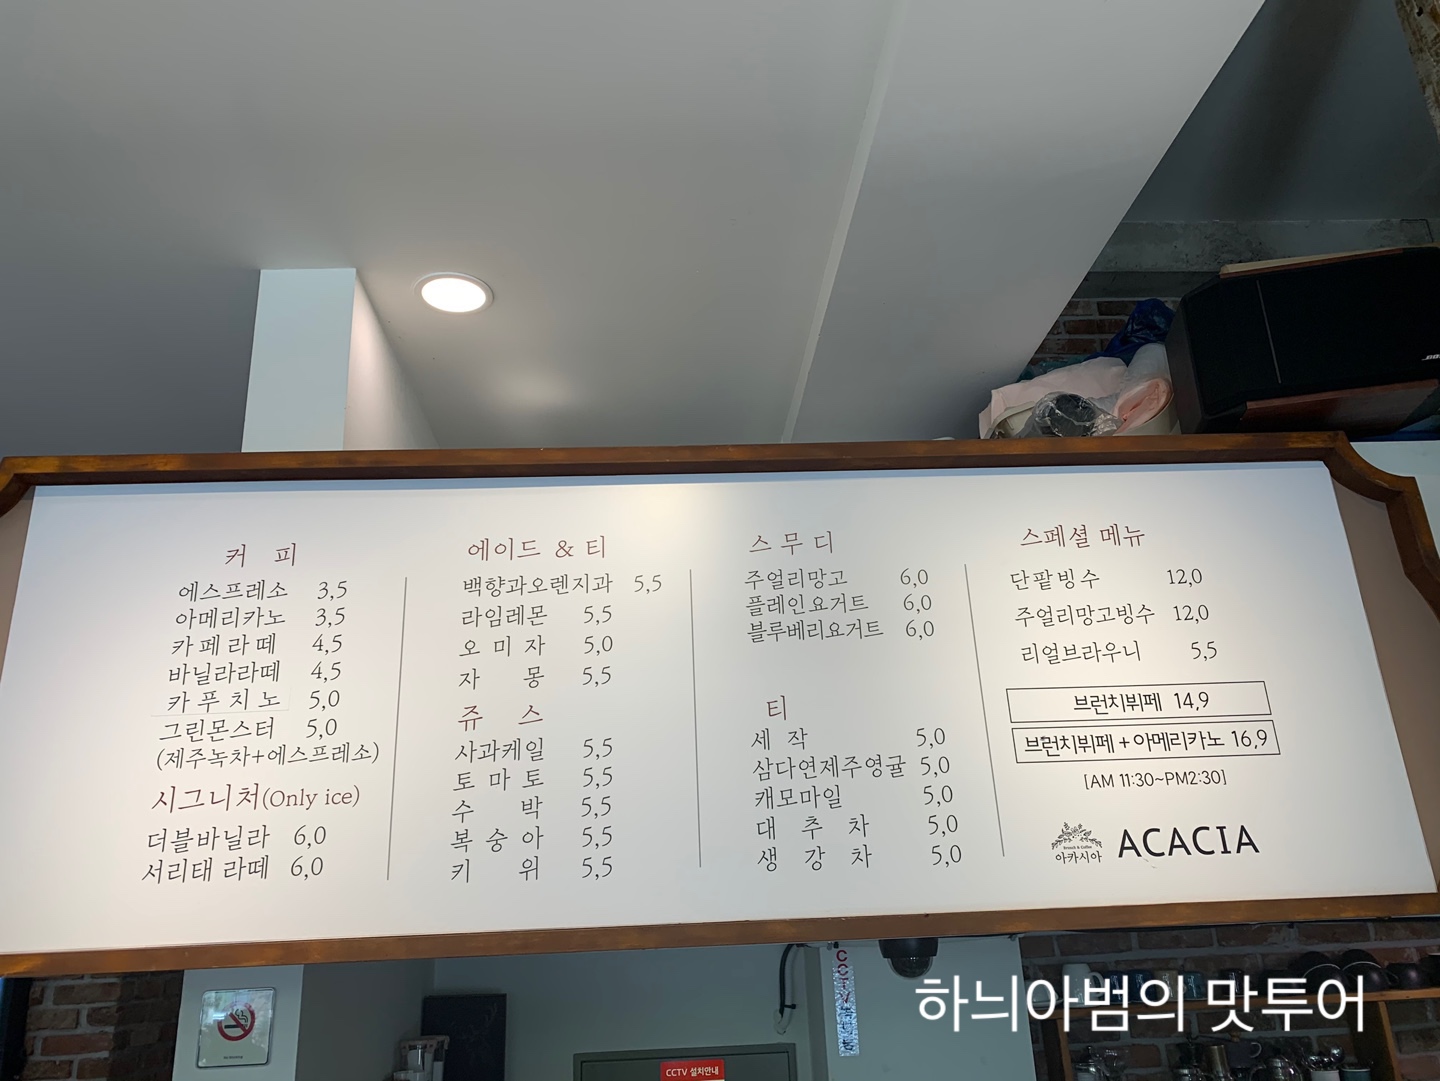 커 피
에스프레소 3,5
아메리카노 3,5
카페라떼 4,5
바닐라라떼 4,5
카푸치노 5,0
그린몬스터 5,0
(제주녹차+에스프레소)
시그니처(Only ice)
더블바닐라 6,0
서리태 라떼 6,0
에이드 & 티
백향과오렌지과 5,5
라임레몬 5,5
오 미 자 5,0
자 몽 5,5
쥬 스
사과케일 5,5
토 마 토 5,5
수 박 5,5
복 숭 아 5,5
키 위 5,5
스 무 디
주얼리망고 6,0
플레인요거트 6,0
블루베리요거트 6,0
티
세 작 5,0
삼다연제주영귤 5,0
캐모마일 5,0
대 추 차 5,0
생 강 차 5,0
스페셜 메뉴
단팥빙수 12,0
주얼리망고빙수 12,0
리얼브라우니 5,5
브런치뷔페 14,9
브런치뷔페 + 아메리카노 16,9
[AM 11:30~PM2:30]
Brunch & Coffee
아카시아
ACACIA
CCTV 설치안내
하늬아범의 맛투어